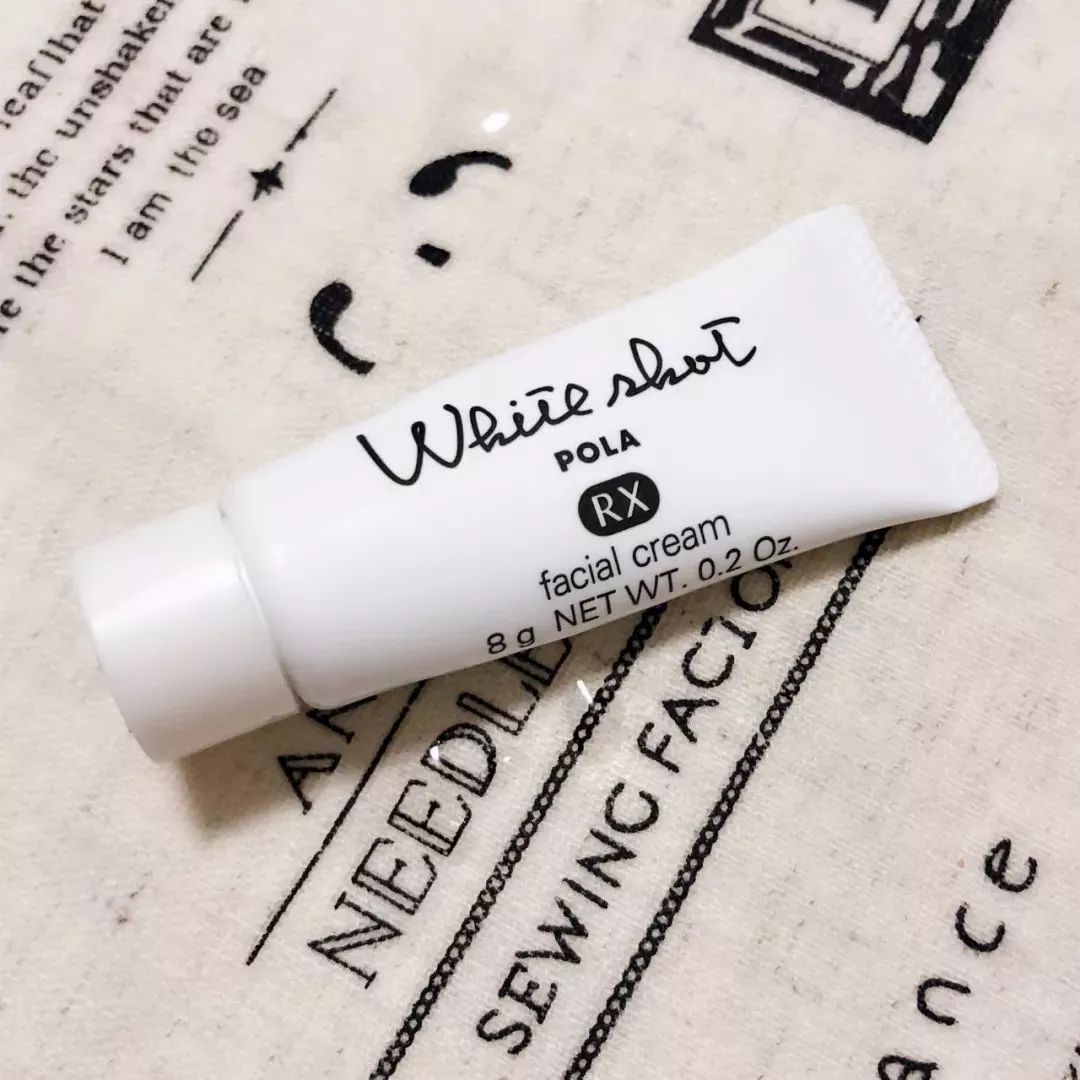 the unshaken
the stars that are
I am the sea
White shot
POLA
RX
facial cream
8 g NET WT. 0.2 Oz.
NEEDLE
SEWING FACIO
ance